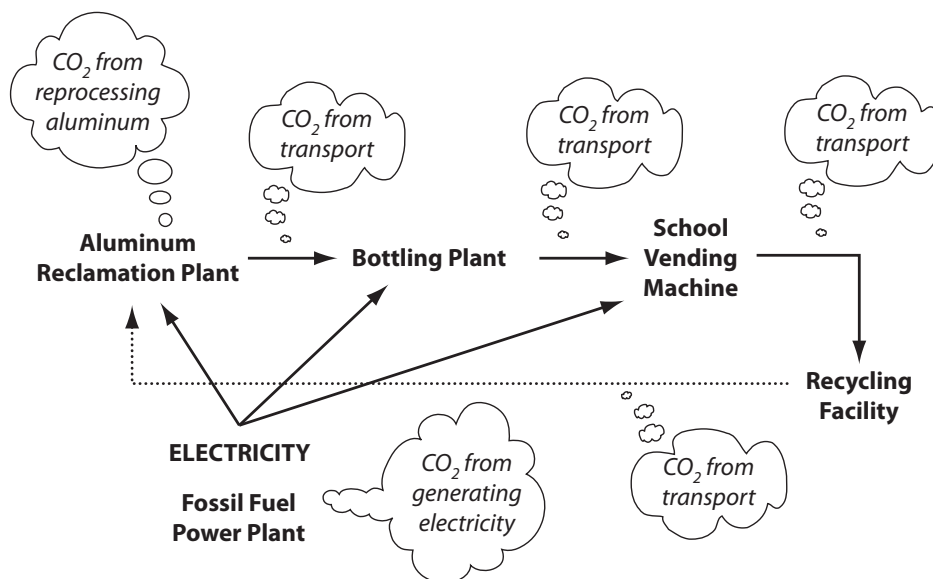 CO₂ from
reprocessing
aluminum
CO₂ from
transport
CO₂ from
transport
CO₂ from
transport
Aluminum
Reclamation Plant
Bottling Plant
School
Vending
Machine
Recycling
Facility
ELECTRICITY
Fossil Fuel
Power Plant
CO₂ from
generating
electricity
CO₂ from
transport